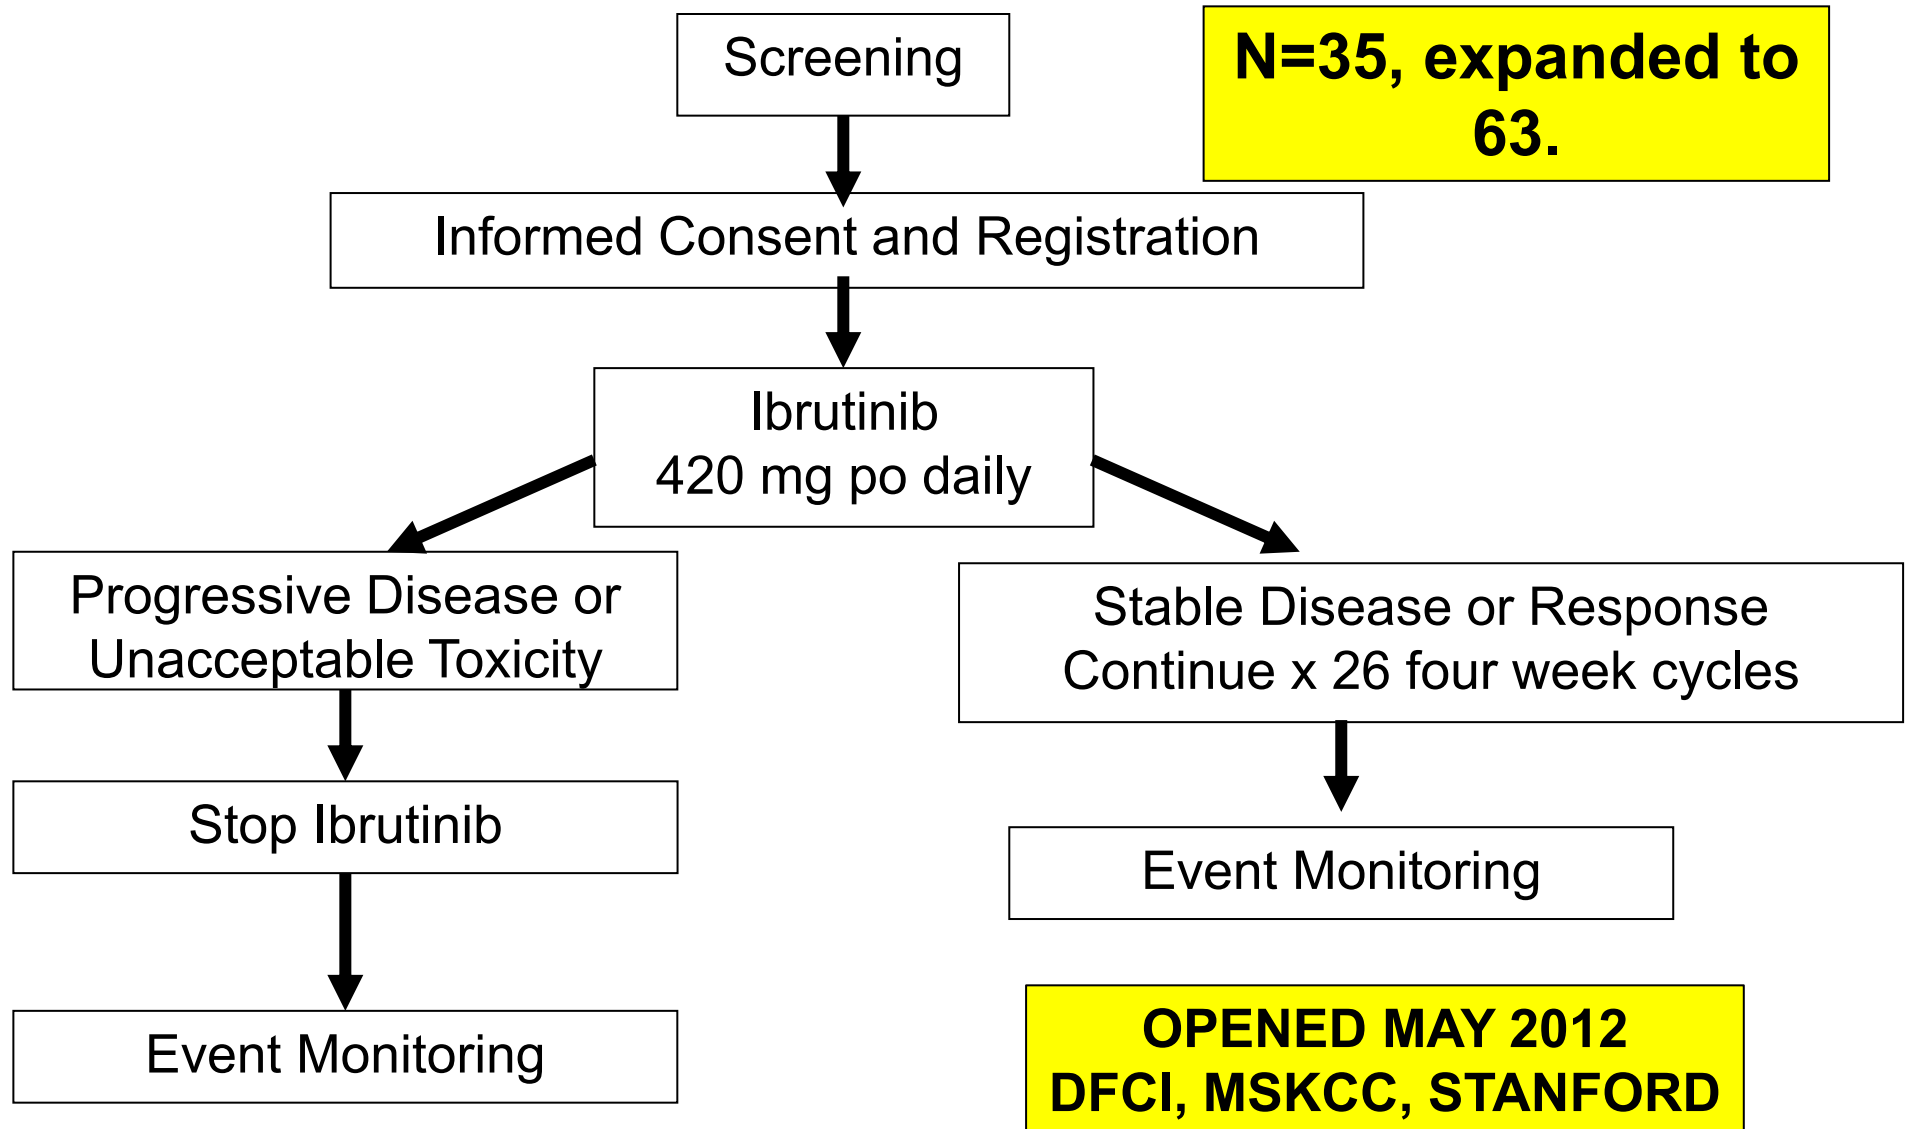 Screening
N=35, expanded to
63.
Informed Consent and Registration
Ibrutinib
420 mg po daily
Progressive Disease or
Unacceptable Toxicity
Stable Disease or Response
Continue x 26 four week cycles
Stop Ibrutinib
Event Monitoring
Event Monitoring
OPENED MAY 2012
DFCI, MSKCC, STANFORD